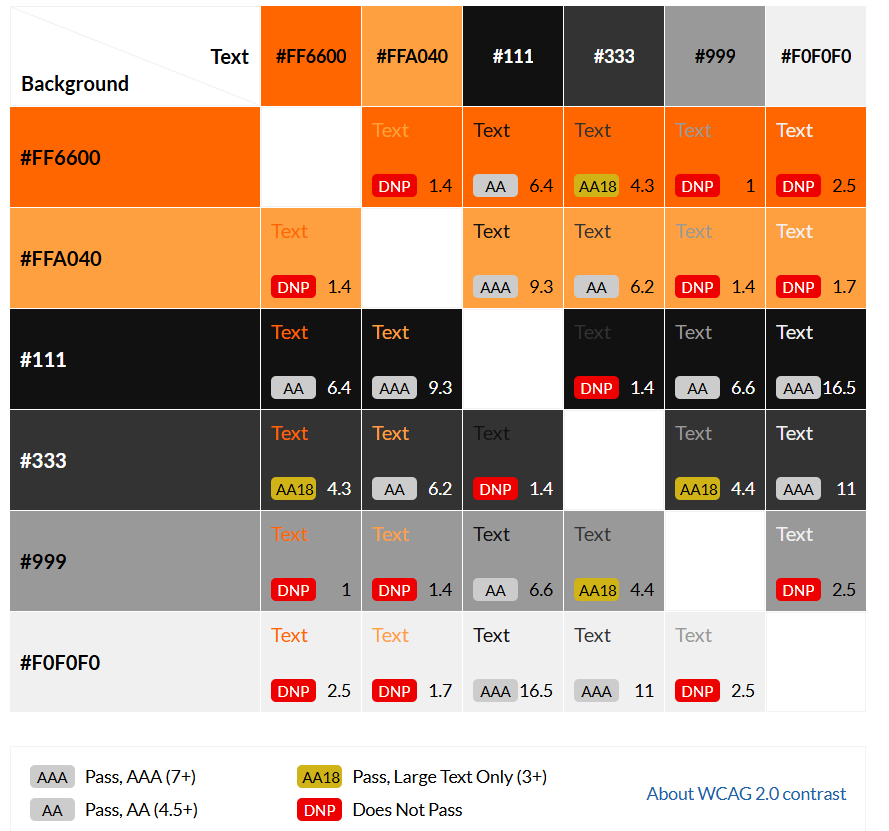 Text #FF6600 #FFA040 #111 #333 #999 #F0F0F0
Background
#FF6600
Text Text Text Text Text
DNP 1.4 AA 6.4 AA18 4.3 DNP 1 DNP 2.5
#FFA040
Text Text Text Text Text
DNP 1.4 AAA 9.3 AA 6.2 DNP 1.4 DNP 1.7
#111
Text Text Text Text Text
AA 6.4 AAA 9.3 DNP 1.4 AA 6.6 AAA 16.5
#333
Text Text Text Text Text
AA18 4.3 AA 6.2 DNP 1.4 AA18 4.4 AAA 11
#999
Text Text Text Text Text
DNP 1 DNP 1.4 AA 6.6 AA18 4.4 DNP 2.5
#F0F0F0
Text Text Text Text Text
DNP 2.5 DNP 1.7 AAA 16.5 AAA 11 DNP 2.5
AAA Pass, AAA (7+) AA18 Pass, Large Text Only (3+)
AA Pass, AA (4.5+) DNP Does Not Pass
About WCAG 2.0 contrast